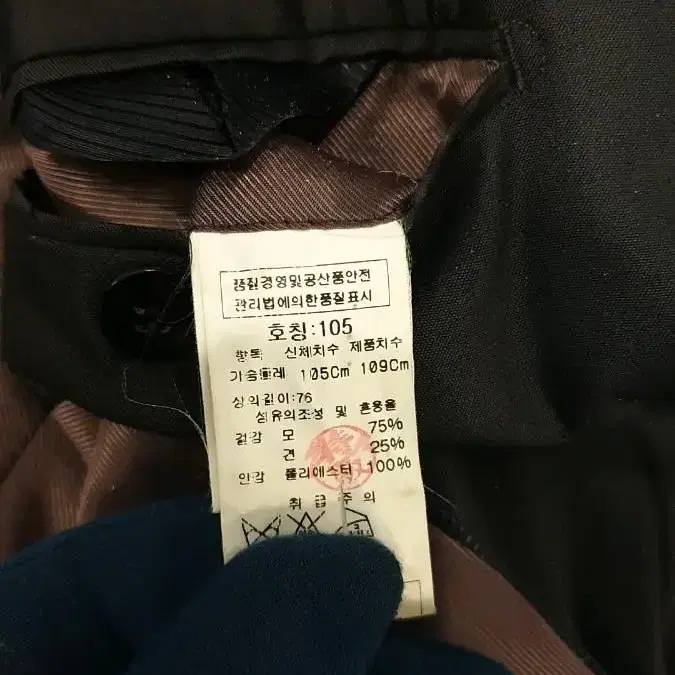 품질경영및공산품안전
관리법에의한품질표시
호칭:105
항목 신체치수 제품치수
가슴둘레 105Cm 109Cm
상의길이:76
섬유의조성 및 혼용율
겉감 모 75%
견 25%
안감 폴리에스터 100%
취급주의